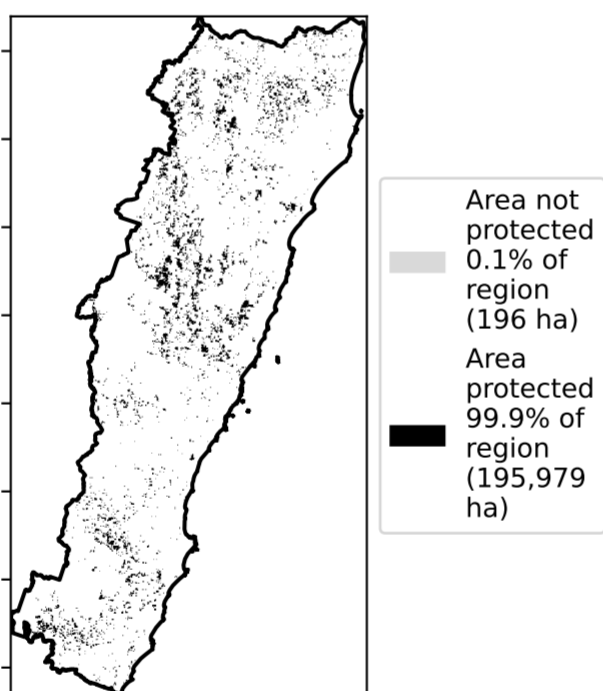 Area not
protected
0.1% of
region
(196 ha)
Area
protected
99.9% of
region
(195,979
ha)